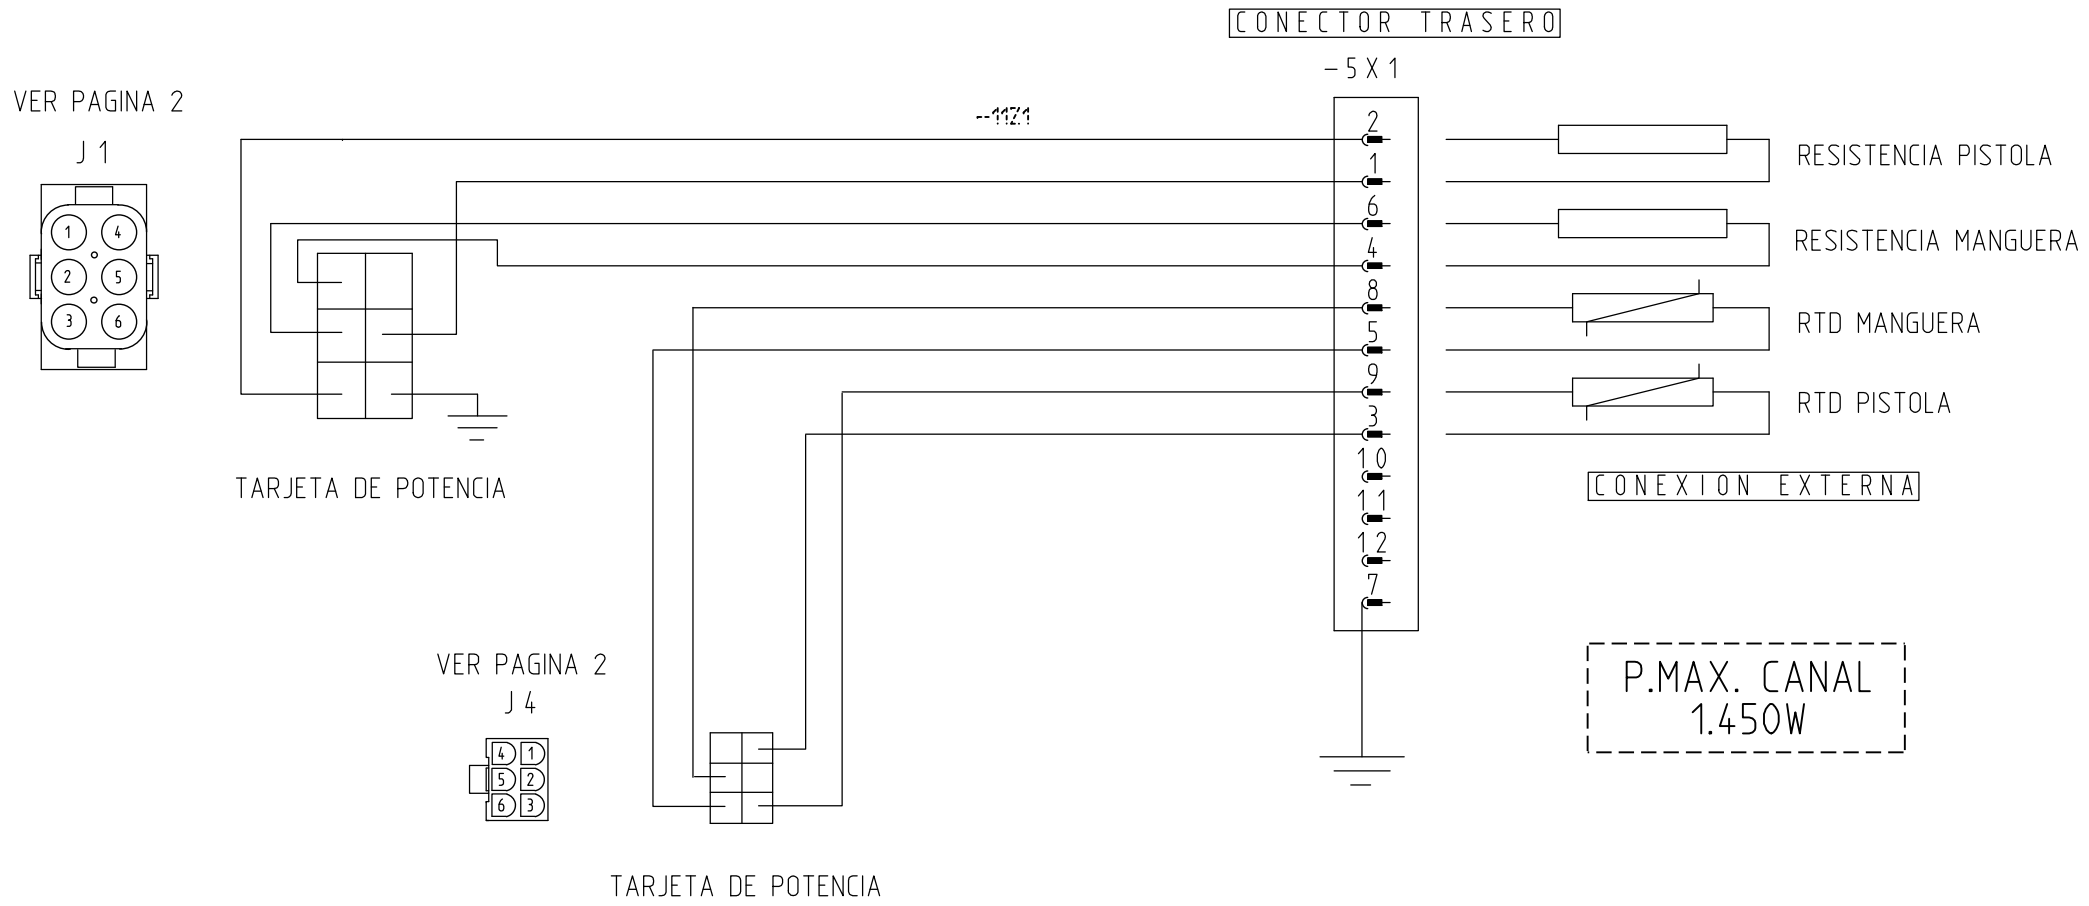 CONECTOR TRASERO
-5X1
VER PAGINA 2
J1
1 4
2 5
3 6
--11Z1
2
1
6
4
8
5
9
3
10
11
12
7
RESISTENCIA PISTOLA
RESISTENCIA MANGUERA
RTD MANGUERA
RTD PISTOLA
CONEXION EXTERNA
TARJETA DE POTENCIA
P.MAX. CANAL
1.450W
VER PAGINA 2
J4
4 1
5 2
6 3
TARJETA DE POTENCIA